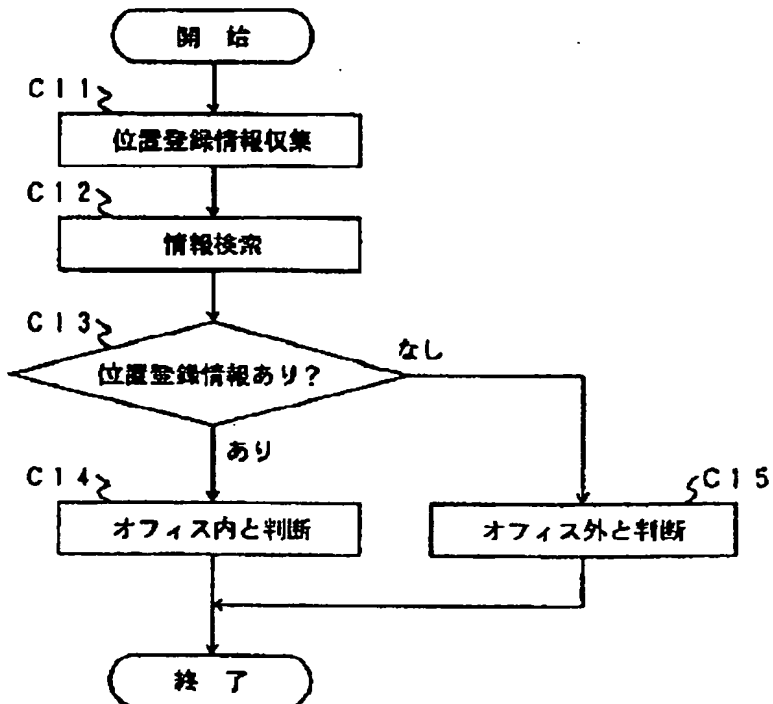 開 始
C11
位置登録情報収集
C12
情報検索
C13
位置登録情報あり?
なし
あり
C14
オフィス内と判断
C15
オフィス外と判断
終 了